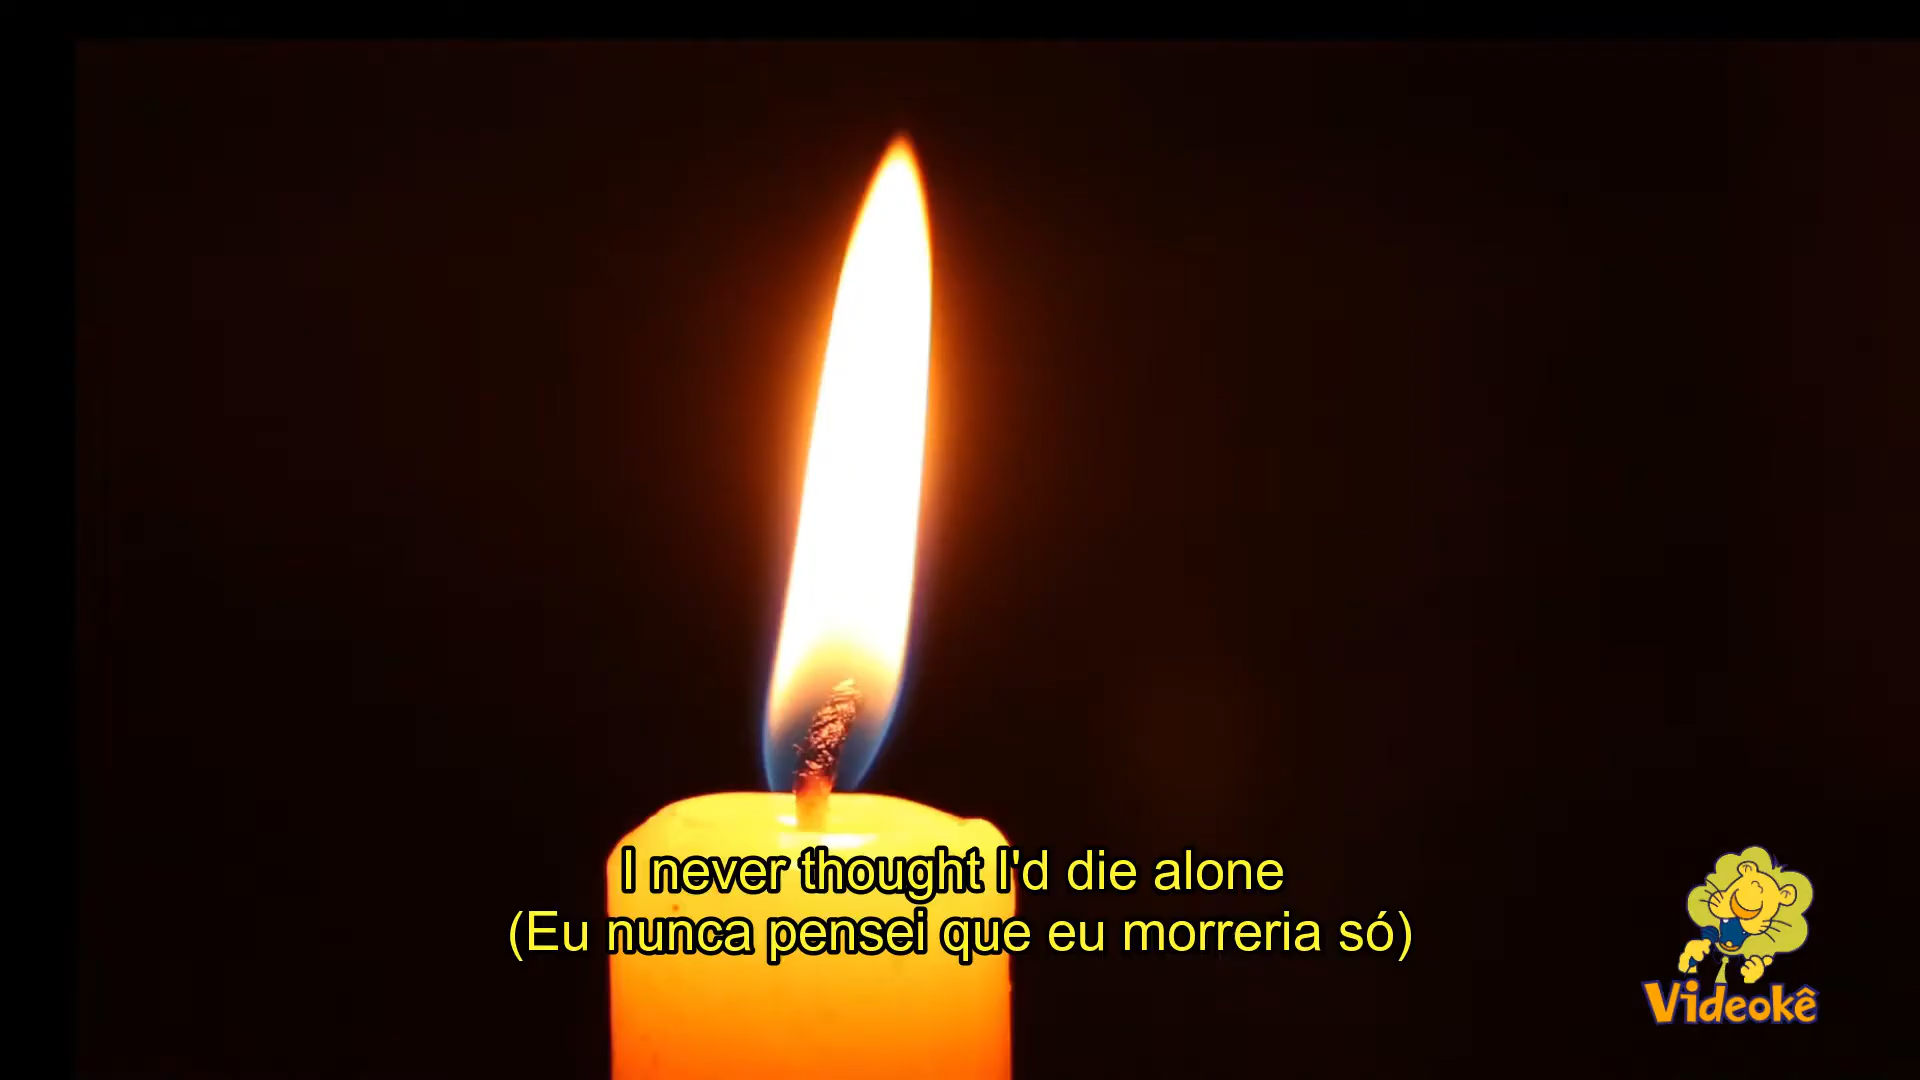 I never thought I'd die alone
(Eu nunca pensei que eu morreria só)
Videokê